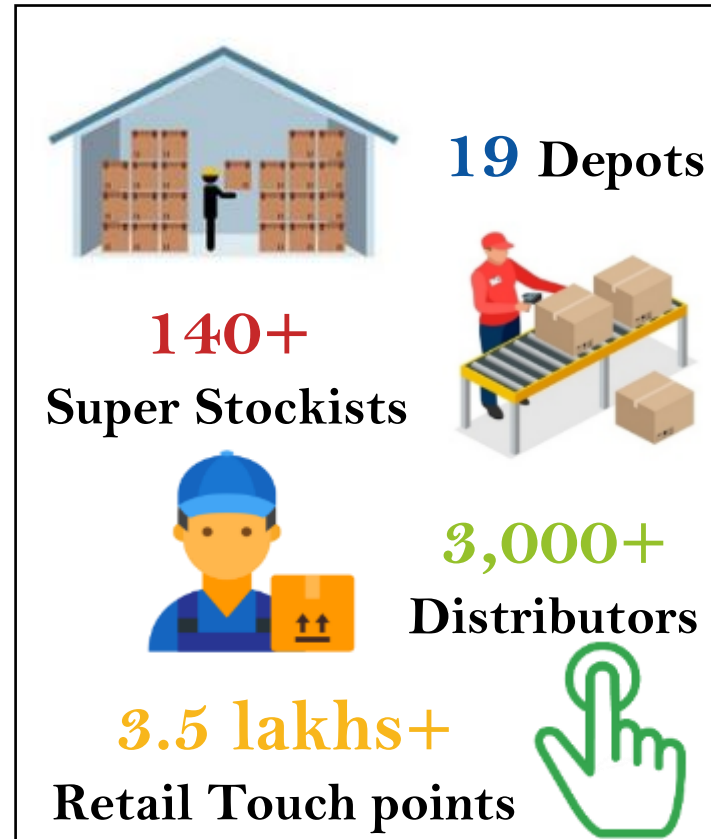 19 Depots
140+
Super Stockists
3,000+
Distributors
3.5 lakhs+
Retail Touch points